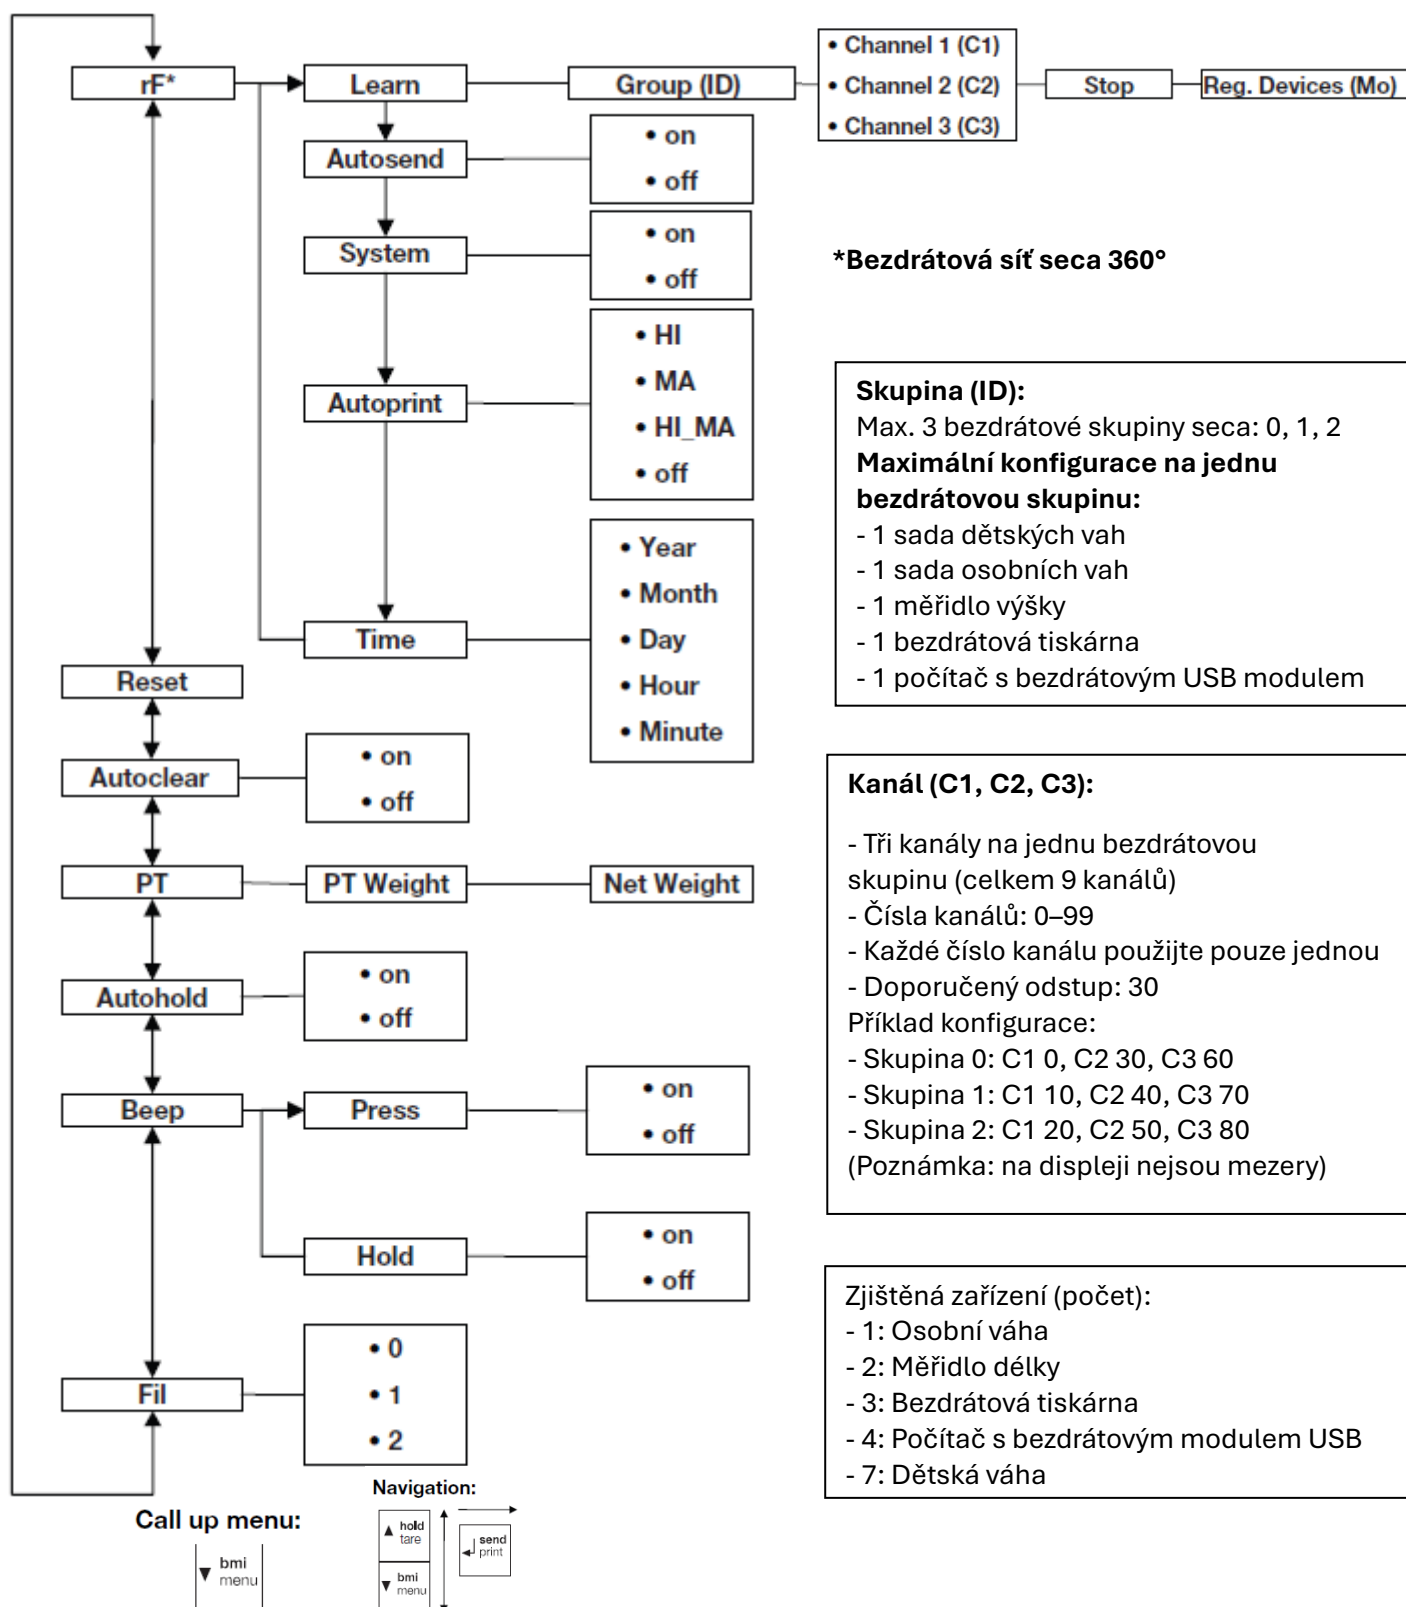 • Channel 1 (C1)
rF*
Learn
Group (ID)
• Channel 2 (C2)
Stop
Reg. Devices (Mo)
• Channel 3 (C3)
Autosend
• on
• off
System
• on
• off
*Bezdrátová síť seca 360°
Autoprint
• HI
• MA
• HI_MA
• off
Skupina (ID):
Max. 3 bezdrátové skupiny seca: 0, 1, 2
Maximální konfigurace na jednu
bezdrátovou skupinu:
- 1 sada dětských vah
- 1 sada osobních vah
- 1 měřidlo výšky
- 1 bezdrátová tiskárna
- 1 počítač s bezdrátovým USB modulem
Time
• Year
• Month
• Day
• Hour
• Minute
Reset
Autoclear
• on
• off
Kanál (C1, C2, C3):
- Tři kanály na jednu bezdrátovou
skupinu (celkem 9 kanálů)
- Čísla kanálů: 0–99
- Každé číslo kanálu použijte pouze jednou
- Doporučený odstup: 30
Příklad konfigurace:
- Skupina 0: C1 0, C2 30, C3 60
- Skupina 1: C1 10, C2 40, C3 70
- Skupina 2: C1 20, C2 50, C3 80
(Poznámka: na displeji nejsou mezery)
PT
PT Weight
Net Weight
Autohold
• on
• off
Beep
Press
• on
• off
Hold
• on
• off
Zjištěná zařízení (počet):
- 1: Osobní váha
- 2: Měřidlo délky
- 3: Bezdrátová tiskárna
- 4: Počítač s bezdrátovým modulem USB
- 7: Dětská váha
Fil
• 0
• 1
• 2
Call up menu:
bmi
menu
Navigation:
hold
tare
bmi
menu
send
print